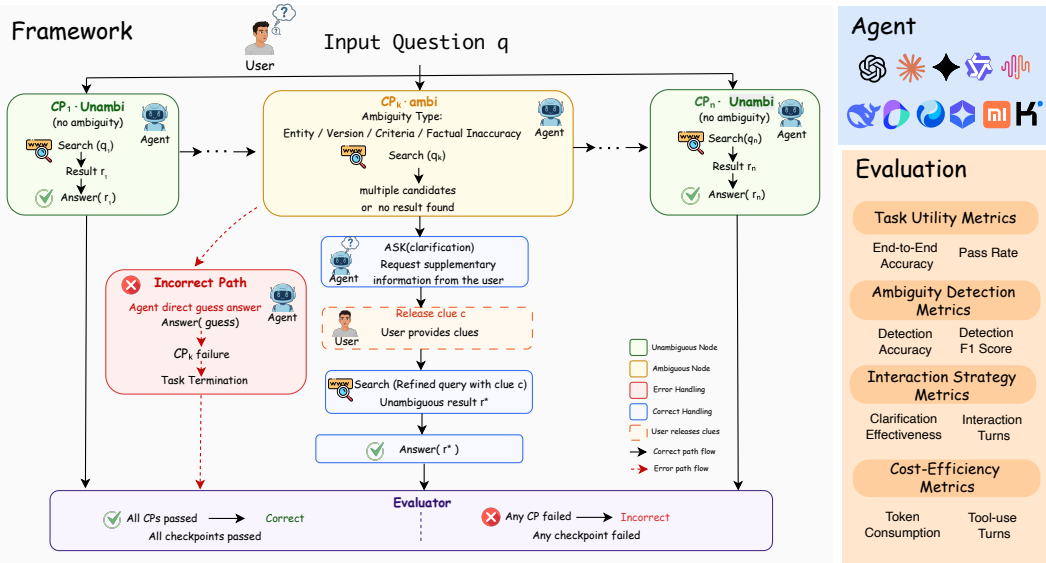 Framework
Input Question q
User
CP₁ · Unambi
(no ambiguity)
Agent
www
Search (q₁)
Result r₁
Answer( r₁)
CPₖ · ambi
Ambiguity Type:
Entity / Version / Criteria / Factual Inaccuracy
Agent
www
Search (qₖ)
multiple candidates
or no result found
CPₙ · Unambi
(no ambiguity)
Agent
www
Search(qₙ)
Result rₙ
Answer( rₙ)
Incorrect Path
Agent direct guess answer
Agent
Answer( guess)
CPₖ failure
Task Termination
ASK(clarification)
Request supplementary
information from the user
Agent
Release clue c
User provides clues
User
www
Search (Refined query with clue c)
Unambiguous result r*
Answer( r* )
Unambiguous Node
Ambiguous Node
Error Handling
Correct Handling
User releases clues
Correct path flow
Error path flow
Evaluator
All CPs passed
Correct
All checkpoints passed
Any CP failed
Incorrect
Any checkpoint failed
Agent
Evaluation
Task Utility Metrics
End-to-End
Accuracy
Pass Rate
Ambiguity Detection
Metrics
Detection
Accuracy
Detection
F1 Score
Interaction Strategy
Metrics
Clarification
Effectiveness
Interaction
Turns
Cost-Efficiency
Metrics
Token
Consumption
Tool-use
Turns